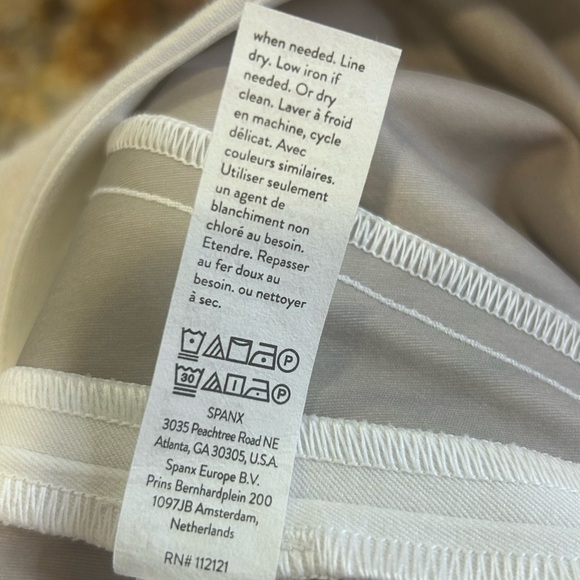 when needed. Line
dry. Low iron if
needed. Or dry
clean. Laver à froid
en machine, cycle
délicat. Avec
couleurs similaires.
Utiliser seulement
un agent de
blanchiment non
chloré au besoin.
Etendre. Repasser
au fer doux au
besoin. ou nettoyer
à sec.
P
30 P
SPANX
3035 Peachtree Road NE
Atlanta, GA 30305, U.S.A.
Spanx Europe B.V.
Prins Bernhardplein 200
1097JB Amsterdam,
Netherlands
RN# 112121